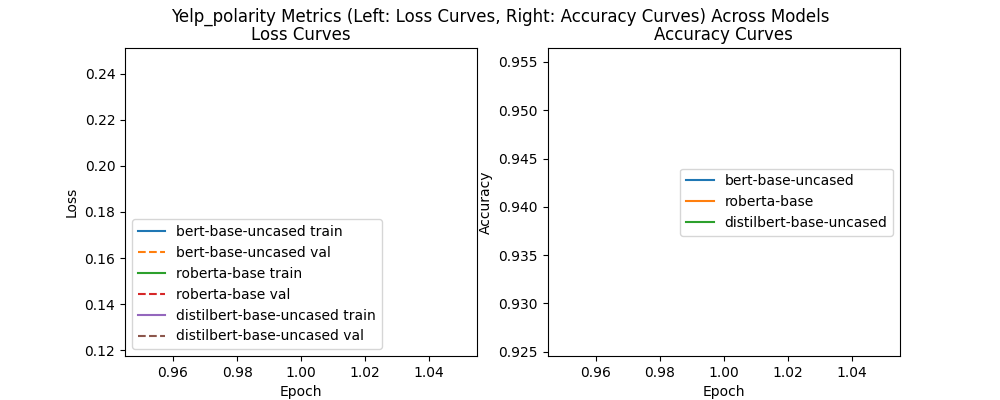 Yelp_polarity Metrics (Left: Loss Curves, Right: Accuracy Curves) Across Models
Loss Curves
0.24
0.22
0.20
0.18
0.16
0.14
0.12
Loss
bert-base-uncased train
bert-base-uncased val
roberta-base train
roberta-base val
distilbert-base-uncased train
distilbert-base-uncased val
0.96 0.98 1.00 1.02 1.04
Epoch
Accuracy Curves
0.955
0.950
0.945
0.940
0.935
0.930
0.925
Accuracy
bert-base-uncased
roberta-base
distilbert-base-uncased
0.96 0.98 1.00 1.02 1.04
Epoch